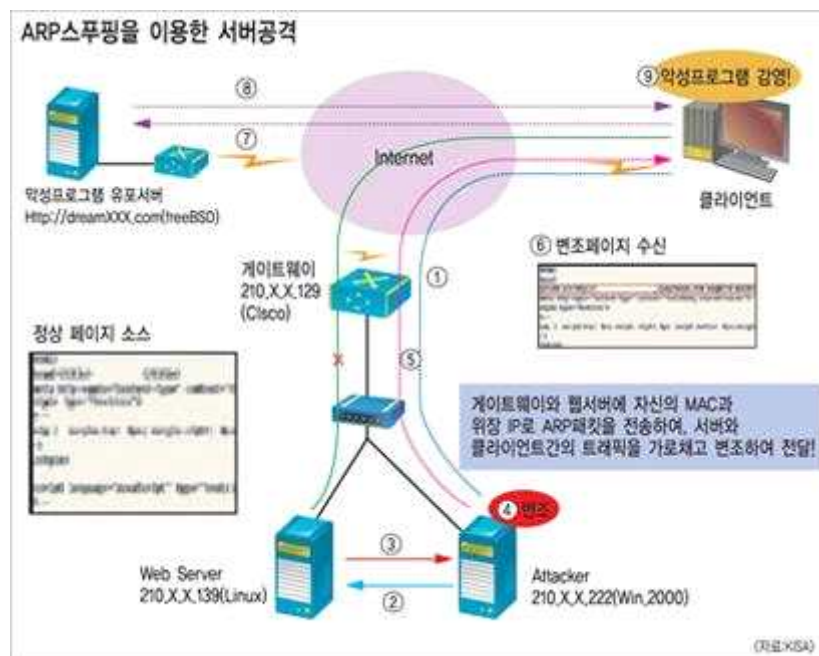 ARP스푸핑을 이용한 서버공격
⑨ 악성프로그램 감영!
⑧
⑦
Internet
악성프로그램 유포서버
Http://dreamXXX.com(freeBSD)
클라이언트
⑥ 변조페이지 수신
게이트웨이
210.X.X.129
(Cisco)
①
정상 페이지 소스
X
⑤
게이트웨이와 웹서버에 자신의 MAC과
위장 IP로 ARP패킷을 전송하여, 서버와
클라이언트간의 트래픽을 가로채고 변조하여 전달!
④ 변조
③
Web Server
210.X.X.139(Linux)
②
Attacker
210.X.X.222(Win.2000)
(자료:KISA)